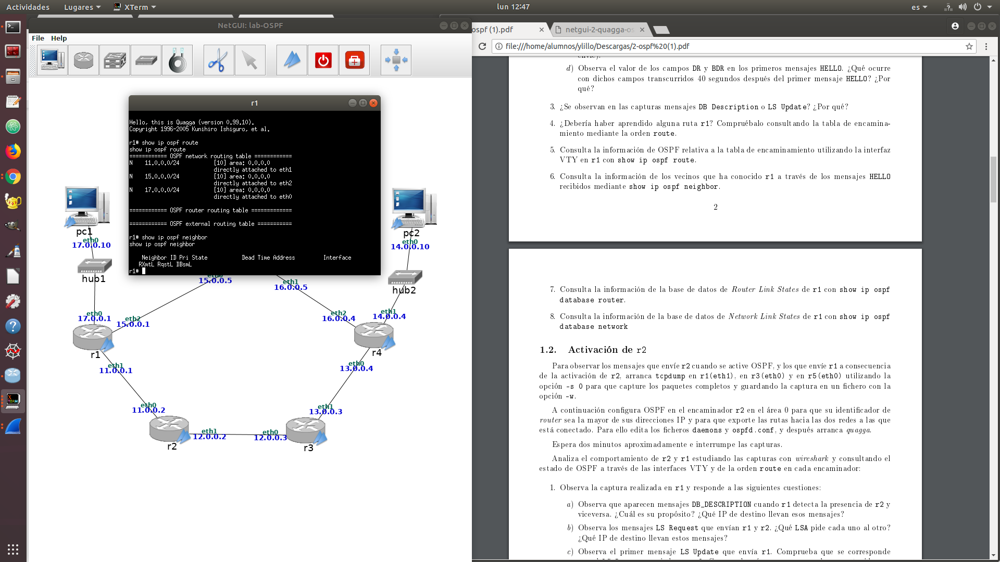 Actividades
Lugares
XTerm
lun 12:47
es
NetGUI: lab-OSPF
File Help
r1
Hello, this is Quagga (version 0.99.10).
Copyright 1996-2005 Kunihiro Ishiguro, et al.
r1# show ip ospf route
show ip ospf route
============ OSPF network routing table ============
N    11.0.0.0/24           [10] area: 0.0.0.0
directly attached to eth1
N    15.0.0.0/24           [10] area: 0.0.0.0
directly attached to eth2
N    17.0.0.0/24           [10] area: 0.0.0.0
directly attached to eth0
============ OSPF router routing table =============
============ OSPF external routing table ===========
r1# show ip ospf neighbor
show ip ospf neighbor
Neighbor ID Pri State           Dead Time Address         Interface
RXmtL RqstL DBsmL
r1#
pc1
eth0
17.0.0.10
hub1
pc2
eth0
14.0.0.10
hub2
eth0
15.0.0.5
eth1
16.0.0.5
eth0
17.0.0.1
eth2
15.0.0.1
r1
eth1
11.0.0.1
eth2
16.0.0.4
eth1
14.0.0.4
r4
eth0
13.0.0.4
eth0
11.0.0.2
r2
eth1
12.0.0.2
eth0
12.0.0.3
eth1
13.0.0.3
r3
ospf (1).pdf
netgui-2-quagga-os
file:///home/alumnos/ylillo/Descargas/2-ospf%20(1).pdf
envíe).
d) Observa el valor de los campos DR y BDR en los primeros mensajes HELLO. ¿Qué ocurre
con dichos campos transcurridos 40 segundos después del primer mensaje HELLO? ¿Por
qué?
3. ¿Se observan en las capturas mensajes DB Description o LS Update? ¿Por qué?
4. ¿Debería haber aprendido alguna ruta r1? Compruébalo consultando la tabla de encamina-
miento mediante la orden route.
5. Consulta la información de OSPF relativa a la tabla de encaminamiento utilizando la interfaz
VTY en r1 con show ip ospf route.
6. Consulta la información de los vecinos que ha conocido r1 a través de los mensajes HELLO
recibidos mediante show ip ospf neighbor.
2
7. Consulta la información de la base de datos de Router Link States de r1 con show ip ospf
database router.
8. Consulta la información de la base de datos de Network Link States de r1 con show ip ospf
database network
1.2. Activación de r2
Para observar los mensajes que envíe r2 cuando se active OSPF, y los que envíe r1 a consecuencia
de la activación de r2, arranca tcpdump en r1(eth1), en r3(eth0) y en r5(eth0) utilizando la
opción -s 0 para que capture los paquetes completos y guardando la captura en un fichero con la
opción -w.
A continuación configura OSPF en el encaminador r2 en el área 0 para que su identificador de
router sea la mayor de sus direcciones IP y para que exporte las rutas hacia las dos redes a las que
está conectado. Para ello edita los ficheros daemons y ospfd.conf, y después arranca quagga.
Espera dos minutos aproximadamente e interrumpe las capturas.
Analiza el comportamiento de r2 y r1 estudiando las capturas con wireshark y consultando el
estado de OSPF a través de las interfaces VTY y de la orden route en cada encaminador:
1. Observa la captura realizada en r1 y responde a las siguientes cuestiones:
a) Observa que aparecen mensajes DB_DESCRIPTION cuando r1 detecta la presencia de r2 y
viceversa. ¿Cuál es su propósito? ¿Qué IP de destino llevan esos mensajes?
b) Observa los mensajes LS Request que envían r1 y r2. ¿Qué LSA pide cada uno al otro?
¿Qué IP de destino llevan estos mensajes?
c) Observa el primer mensaje LS Update que envía r1. Comprueba que se corresponde